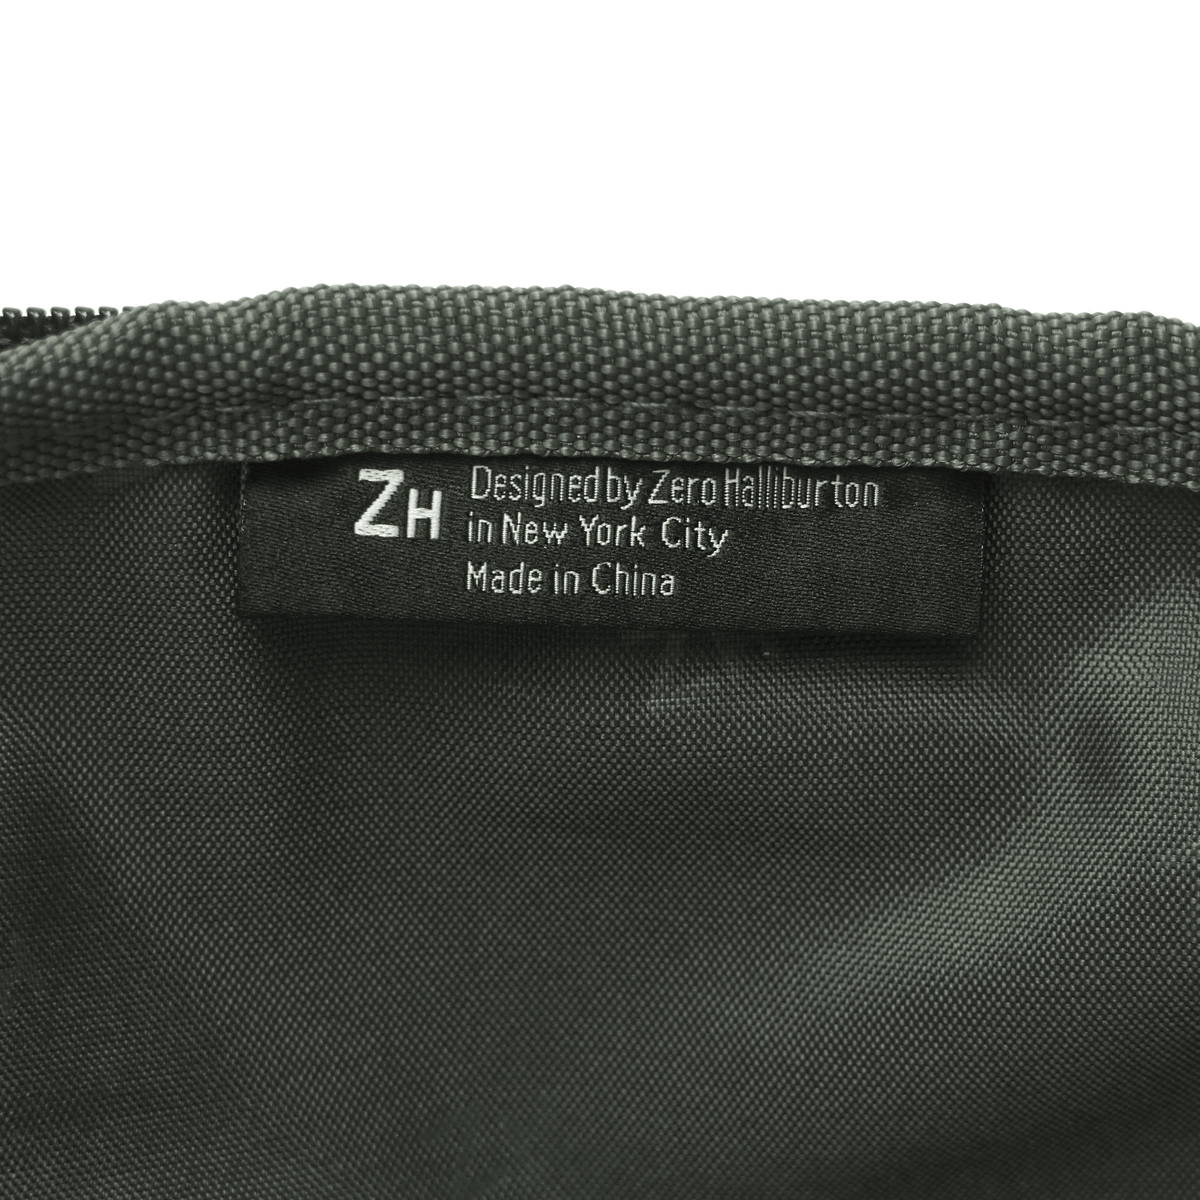 ZH
Designed by Zero Halliburton
in New York City
Made in China